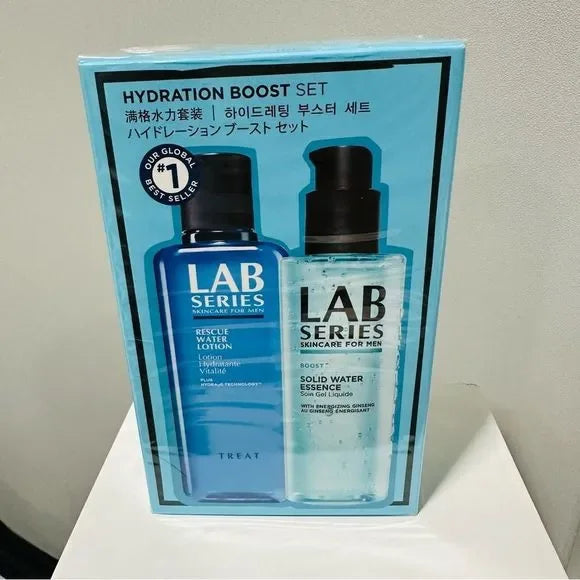 HYDRATION BOOST SET
满格水力套装 | 하이드레팅 부스터 세트
ハイドレーション ブースト セット
OUR GLOBAL
#1
BEST SELLER
LAB
SERIES
SKINCARE FOR MEN
RESCUE
WATER
LOTION
Lotion
Hydratante
Vitalité
PLUS
HYDRA-IC TECHNOLOGY™
TREAT
LAB
SERIES
SKINCARE FOR MEN
BOOST™
SOLID WATER
ESSENCE
Soin Gel Liquide
WITH ENERGIZING GINSENG
AU GINSENG ÉNERGISANT